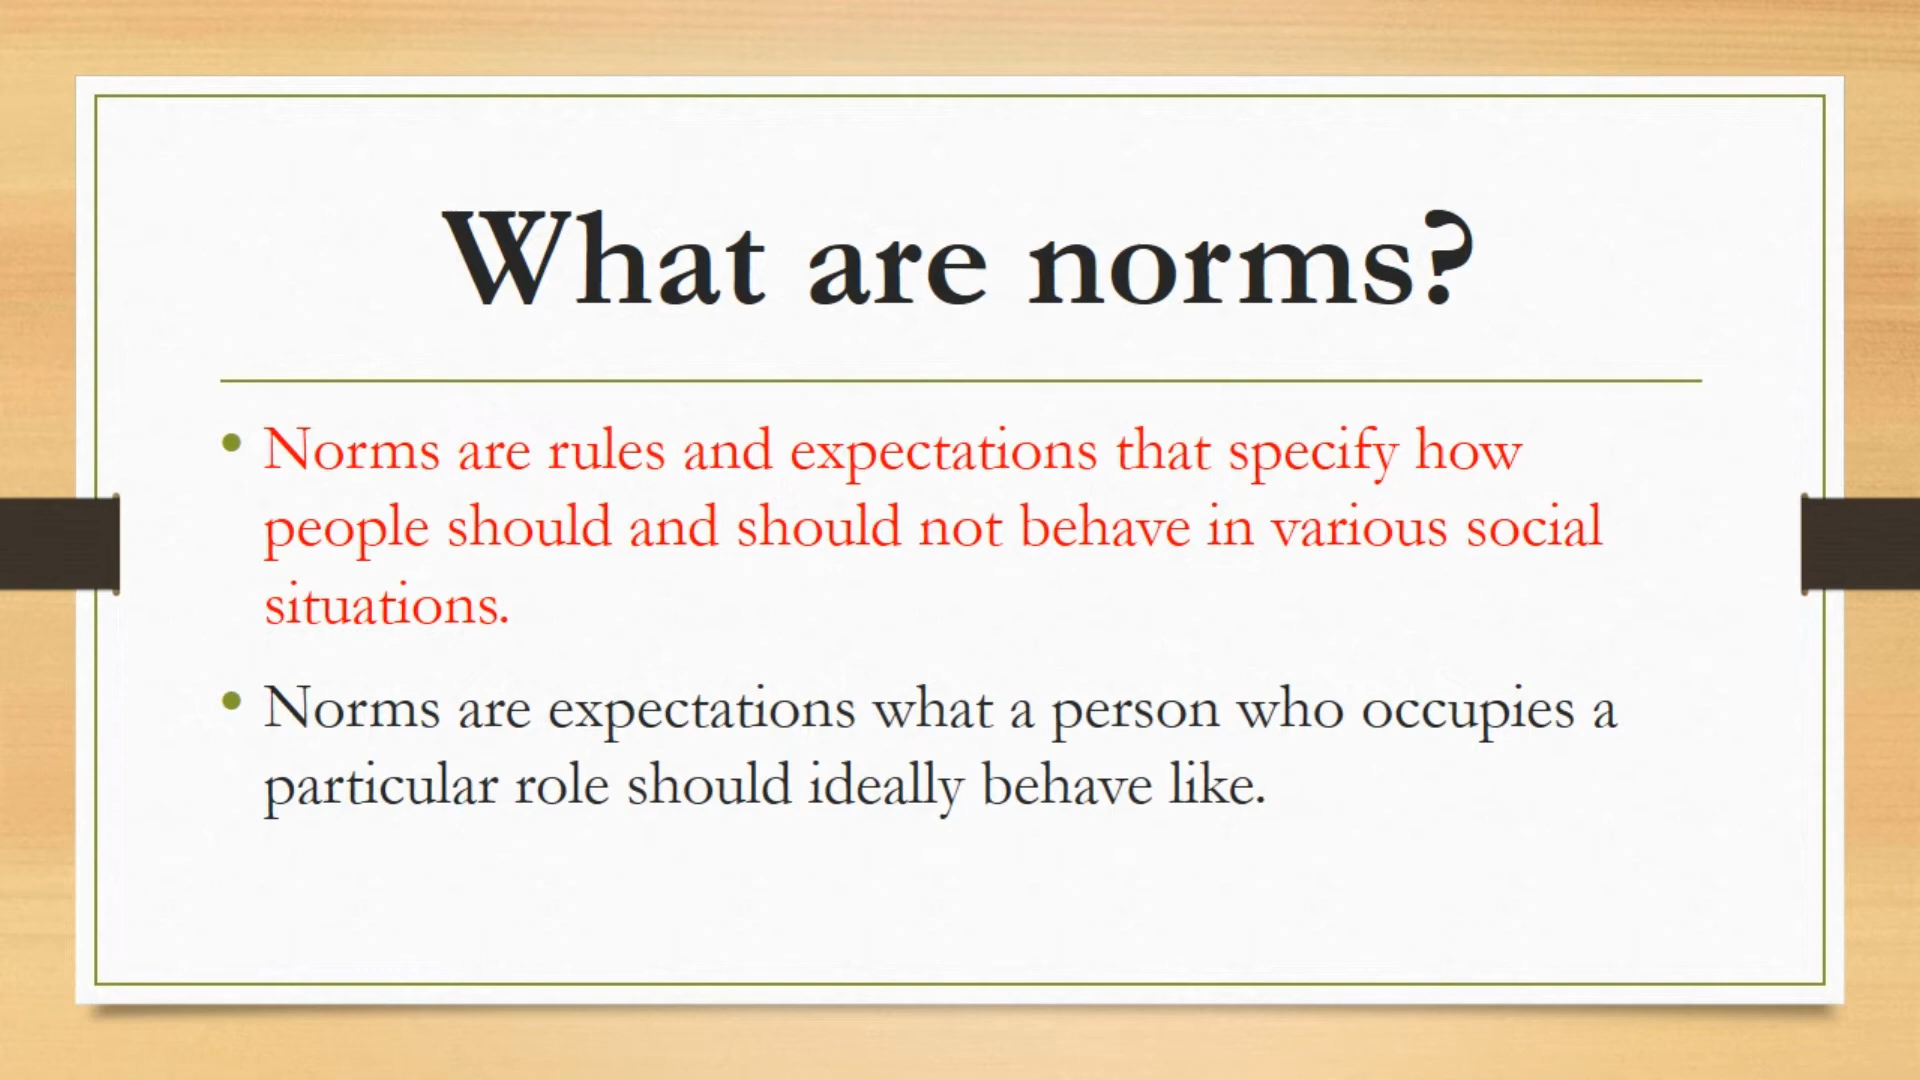 What are norms?
• Norms are rules and expectations that specify how
people should and should not behave in various social
situations.
• Norms are expectations what a person who occupies a
particular role should ideally behave like.